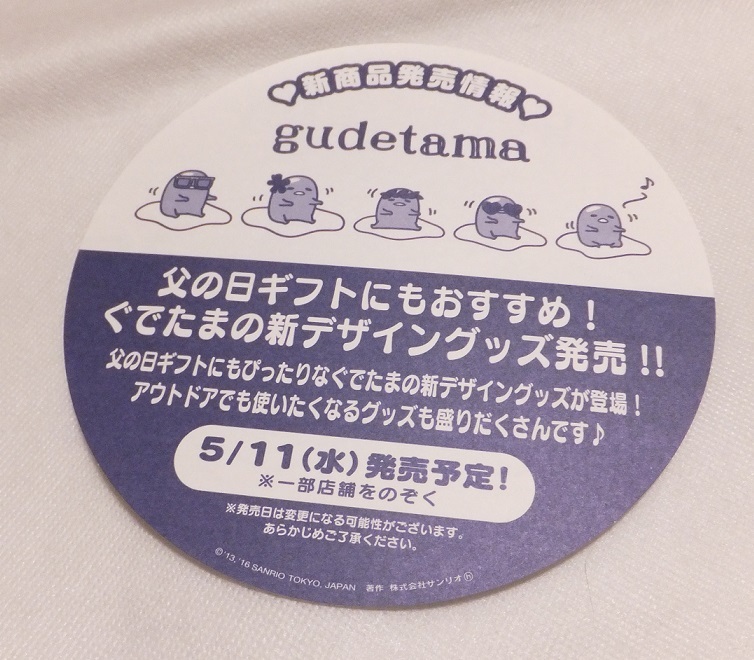 ♡新商品発売情報♡
gudetama
父の日ギフトにもおすすめ！
ぐでたまの新デザイングッズ発売!!
父の日ギフトにもぴったりなぐでたまの新デザイングッズが登場！
アウトドアでも使いたくなるグッズも盛りだくさんです♪
5/11(水)発売予定!
※一部店舗をのぞく
※発売日は変更になる可能性がございます。
あらかじめご了承ください。
©'13,'16 SANRIO TOKYO, JAPAN 著作 株式会社サンリオ ⓗ